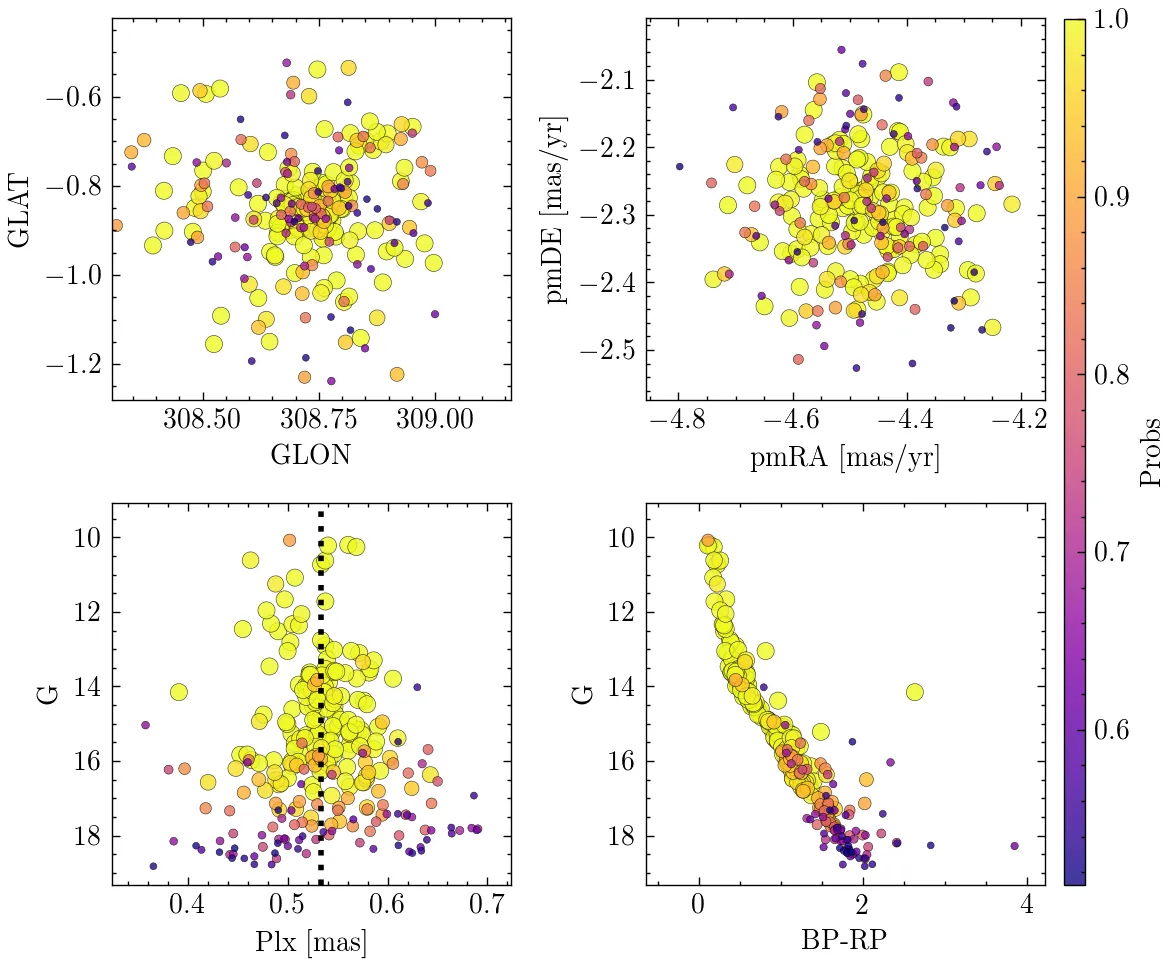 −0.6
−0.8
−1.0
−1.2
GLAT
308.50 308.75 309.00
GLON
−2.1
−2.2
−2.3
−2.4
−2.5
pmDE [mas/yr]
−4.8 −4.6 −4.4 −4.2
pmRA [mas/yr]
1.0
0.9
0.8
0.7
0.6
Probs
10
12
14
16
18
G
0.4 0.5 0.6 0.7
Plx [mas]
10
12
14
16
18
G
0 2 4
BP-RP